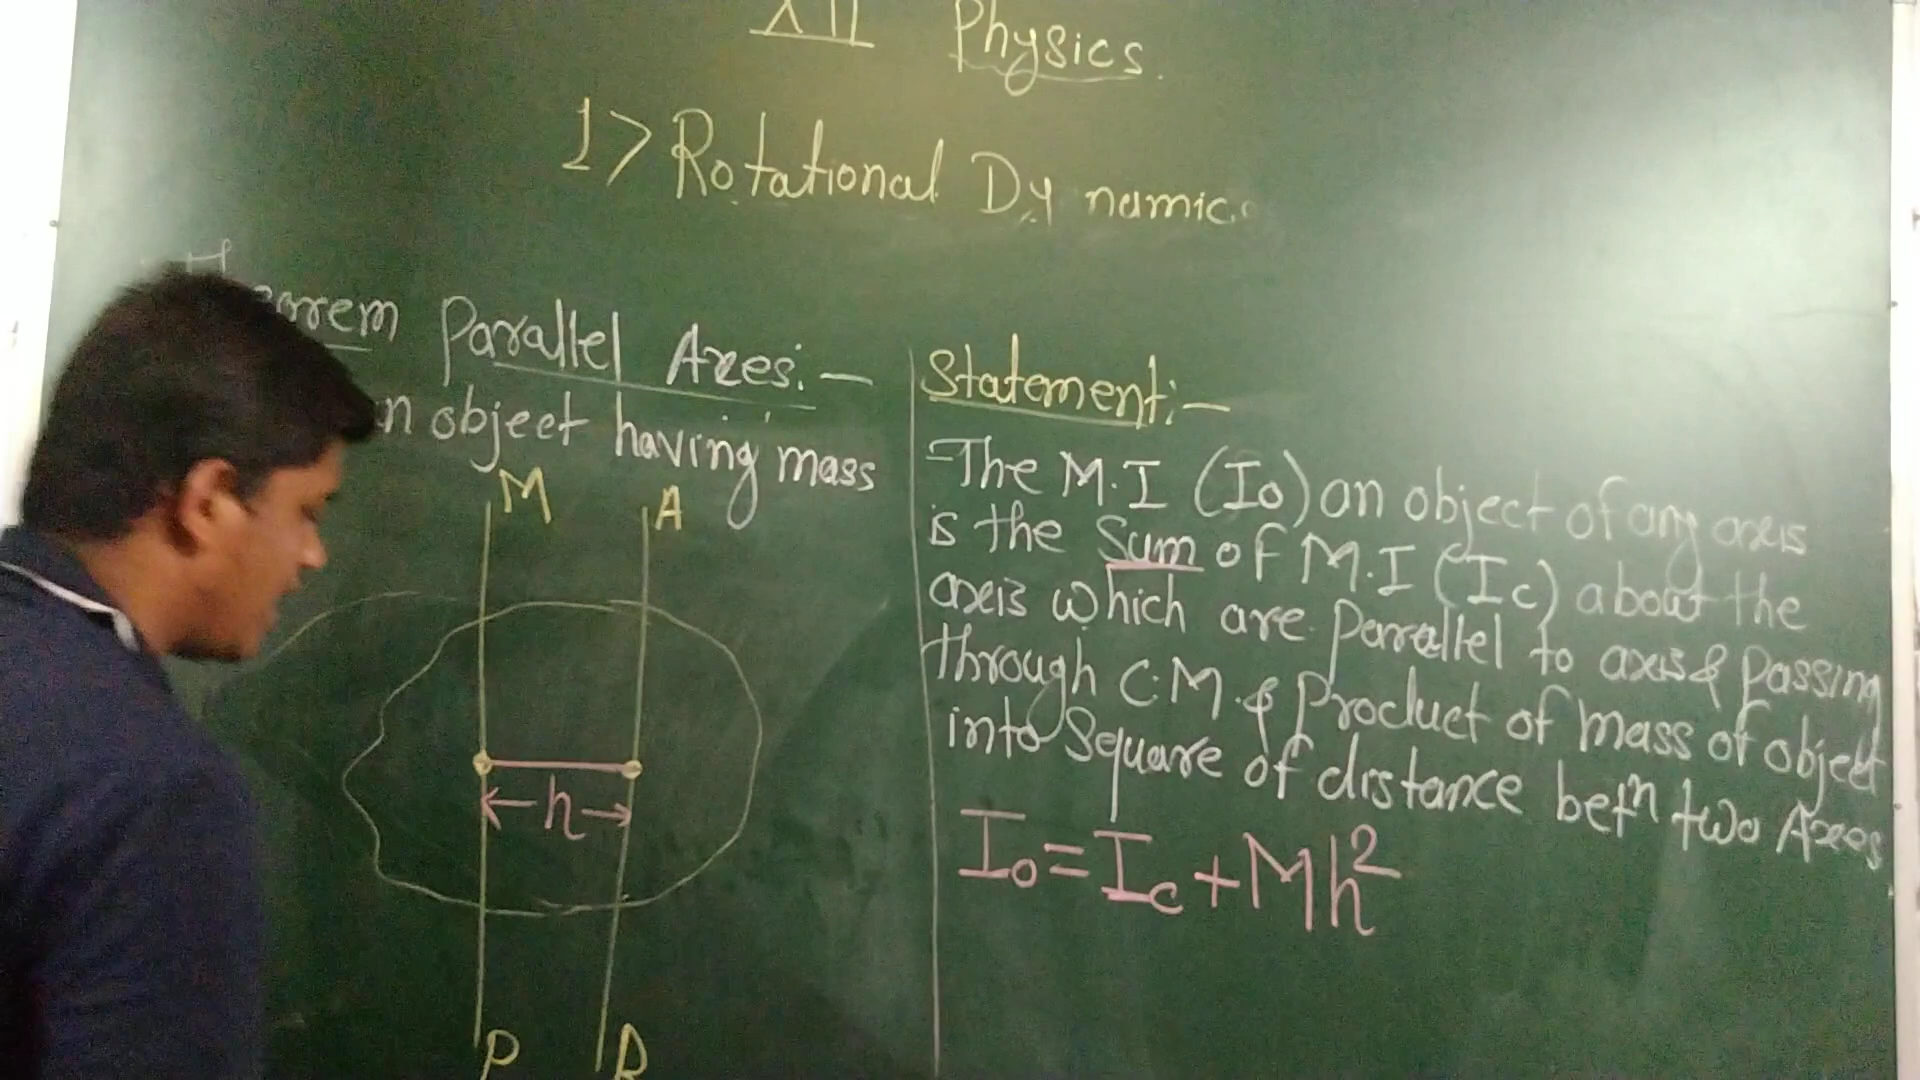 XII Physics.
1> Rotational Dynamic
Parallel Axes:-
an object having mass
M A
h
P B
Statement:-
The M.I (Io) on object of any axis
is the Sum of M.I (Ic) about the
axis which are Parallel to axis & Passing
through C.M. & Product of mass of object
into Square of distance betn two Axes
Io = Ic + Mh²